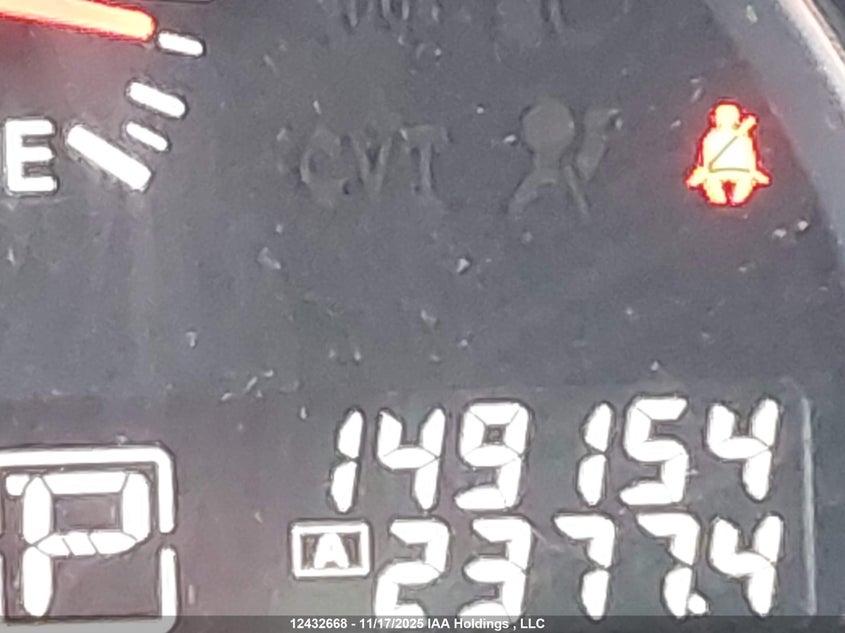 E
CVT
149154
P
A 2377.4
12432668 - 11/17/2025 IAA Holdings , LLC